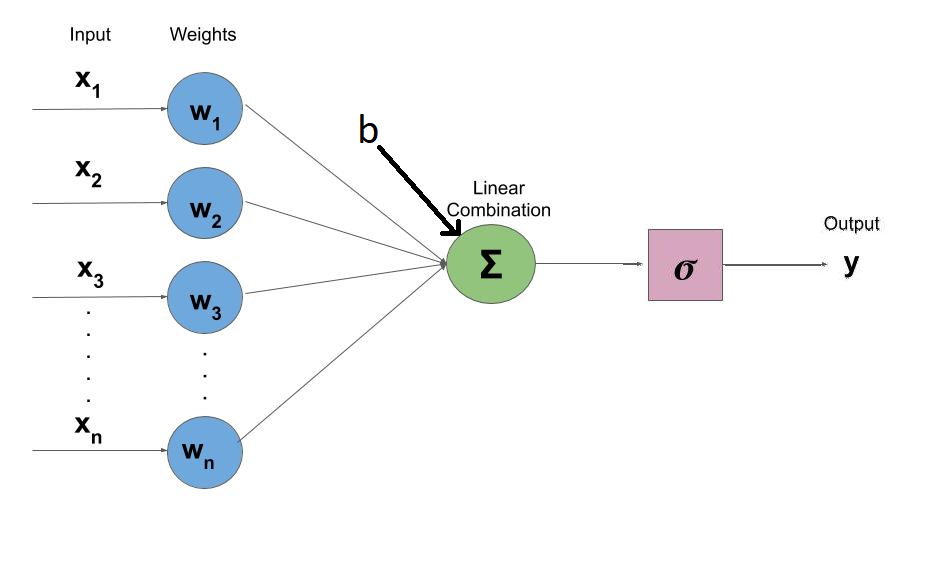 Input Weights
x₁
w₁
b
x₂
w₂
Linear
Combination
Output
x₃
w₃
Σ
σ
y
xₙ
wₙ